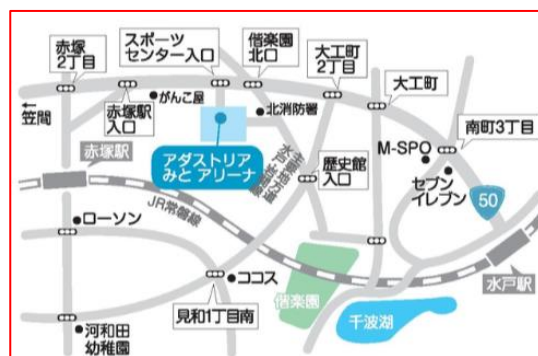 赤塚
2丁目
スポーツ
センター入口
偕楽園
北口
大工町
2丁目
大工町
←
笠間
赤塚駅
入口
がんこ屋
北消防署
南町3丁目
M-SPO
セブン
イレブン
50
赤塚駅
アダストリア
みと アリーナ
歴史館
入口
JR常磐線
ローソン
ココス
偕楽園
水戸駅
見和1丁目南
千波湖
河和田
幼稚園